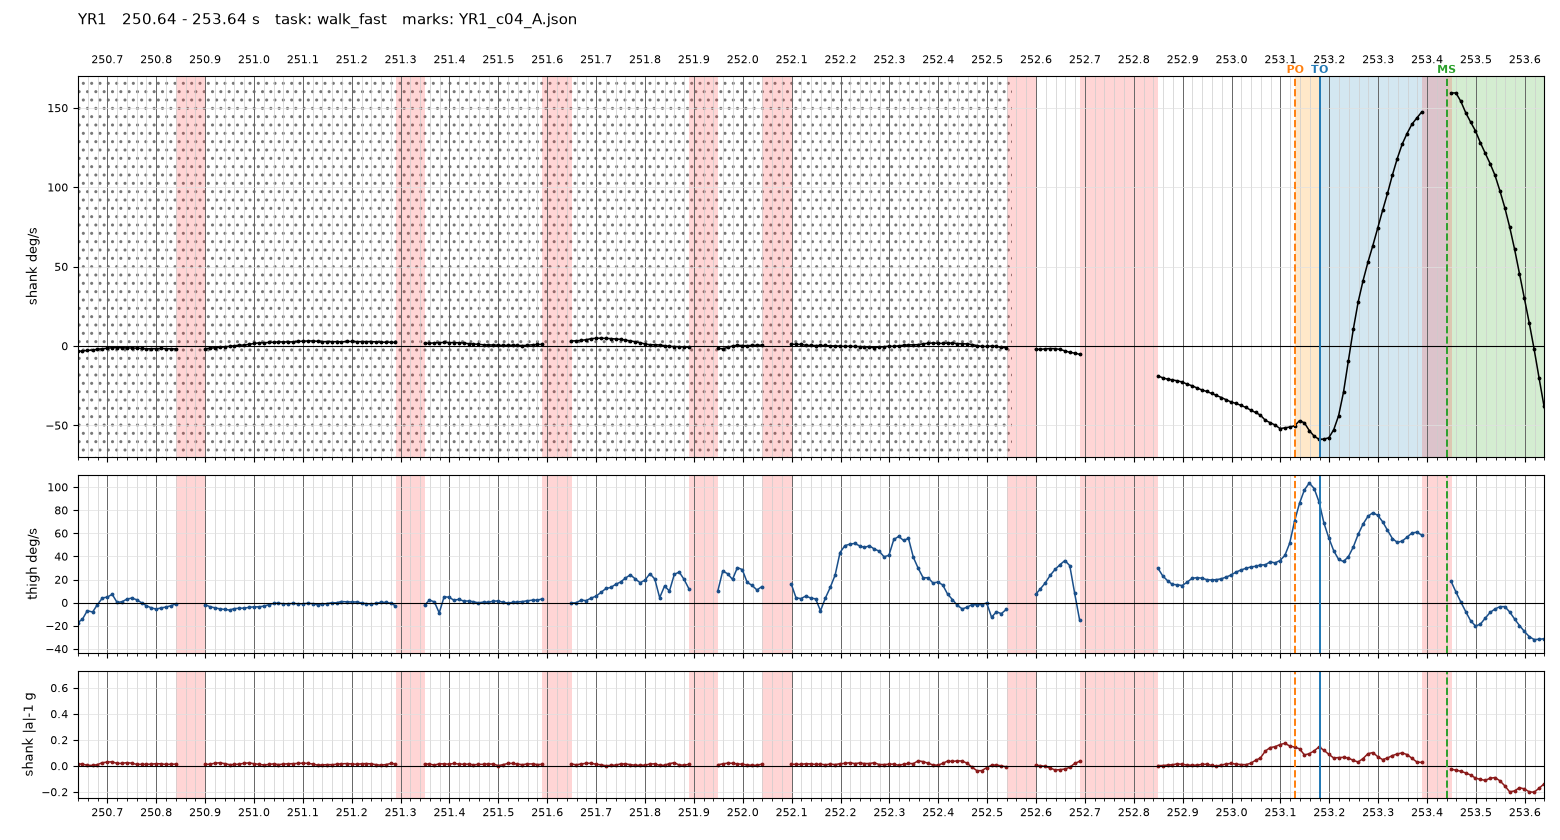 YR1   250.64 - 253.64 s   task: walk_fast   marks: YR1_c04_A.json
250.7 250.8 250.9 251.0 251.1 251.2 251.3 251.4 251.5 251.6 251.7 251.8 251.9 252.0 252.1 252.2 252.3 252.4 252.5 252.6 252.7 252.8 252.9 253.0 253.1 253.2 253.3 253.4 253.5 253.6
PO TO MS
shank deg/s
150
100
50
0
−50
thigh deg/s
100
80
60
40
20
0
−20
−40
shank |a|-1 g
0.6
0.4
0.2
0.0
−0.2
250.7 250.8 250.9 251.0 251.1 251.2 251.3 251.4 251.5 251.6 251.7 251.8 251.9 252.0 252.1 252.2 252.3 252.4 252.5 252.6 252.7 252.8 252.9 253.0 253.1 253.2 253.3 253.4 253.5 253.6